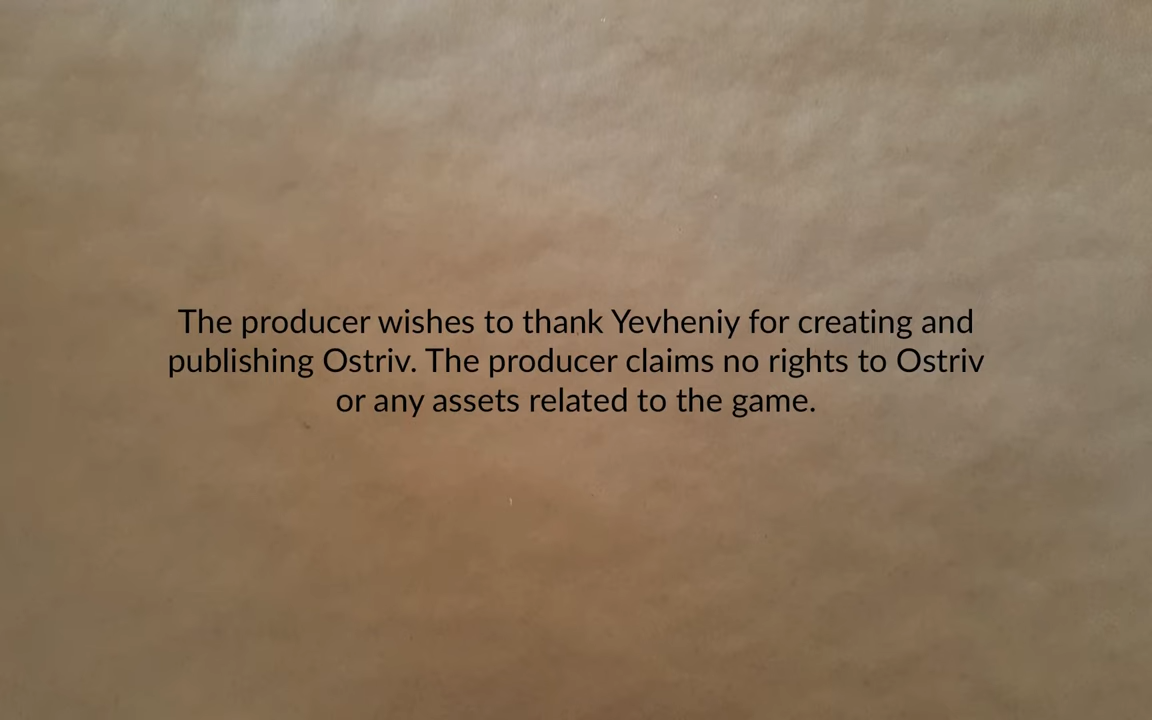 The producer wishes to thank Yevheniy for creating and
publishing Ostriv. The producer claims no rights to Ostriv
or any assets related to the game.